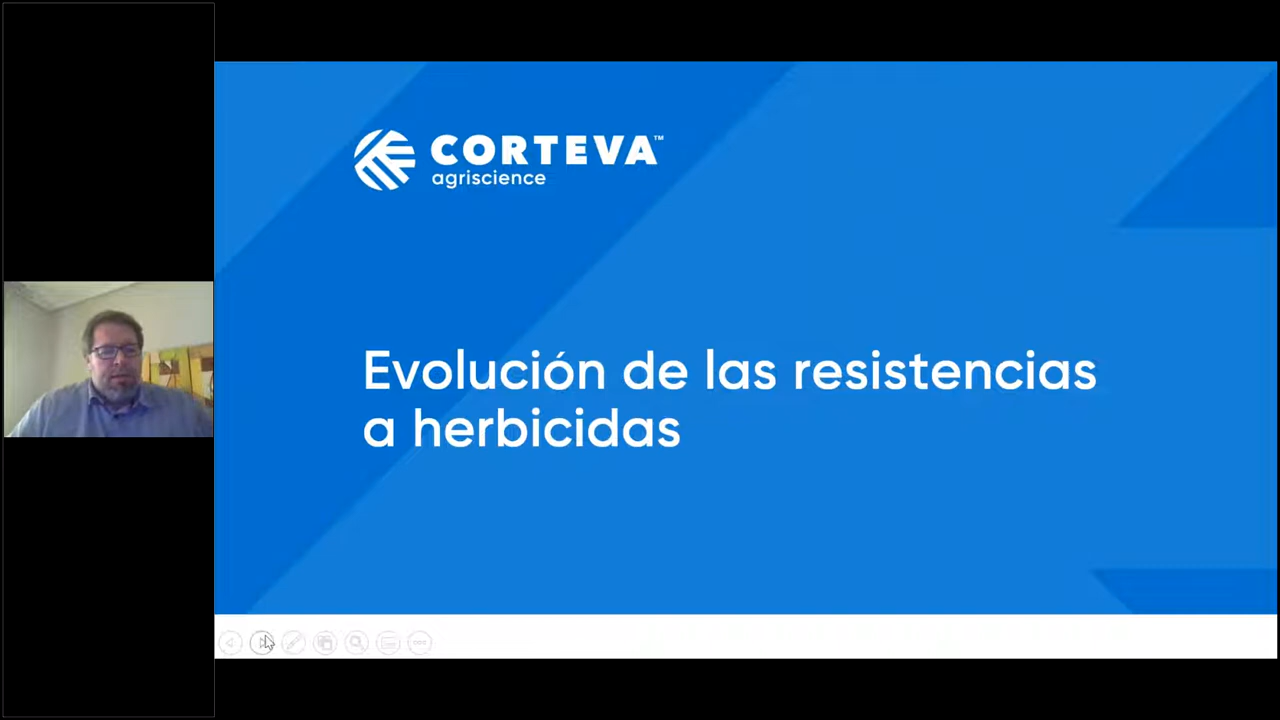 CORTEVA™
agriscience
Evolución de las resistencias
a herbicidas